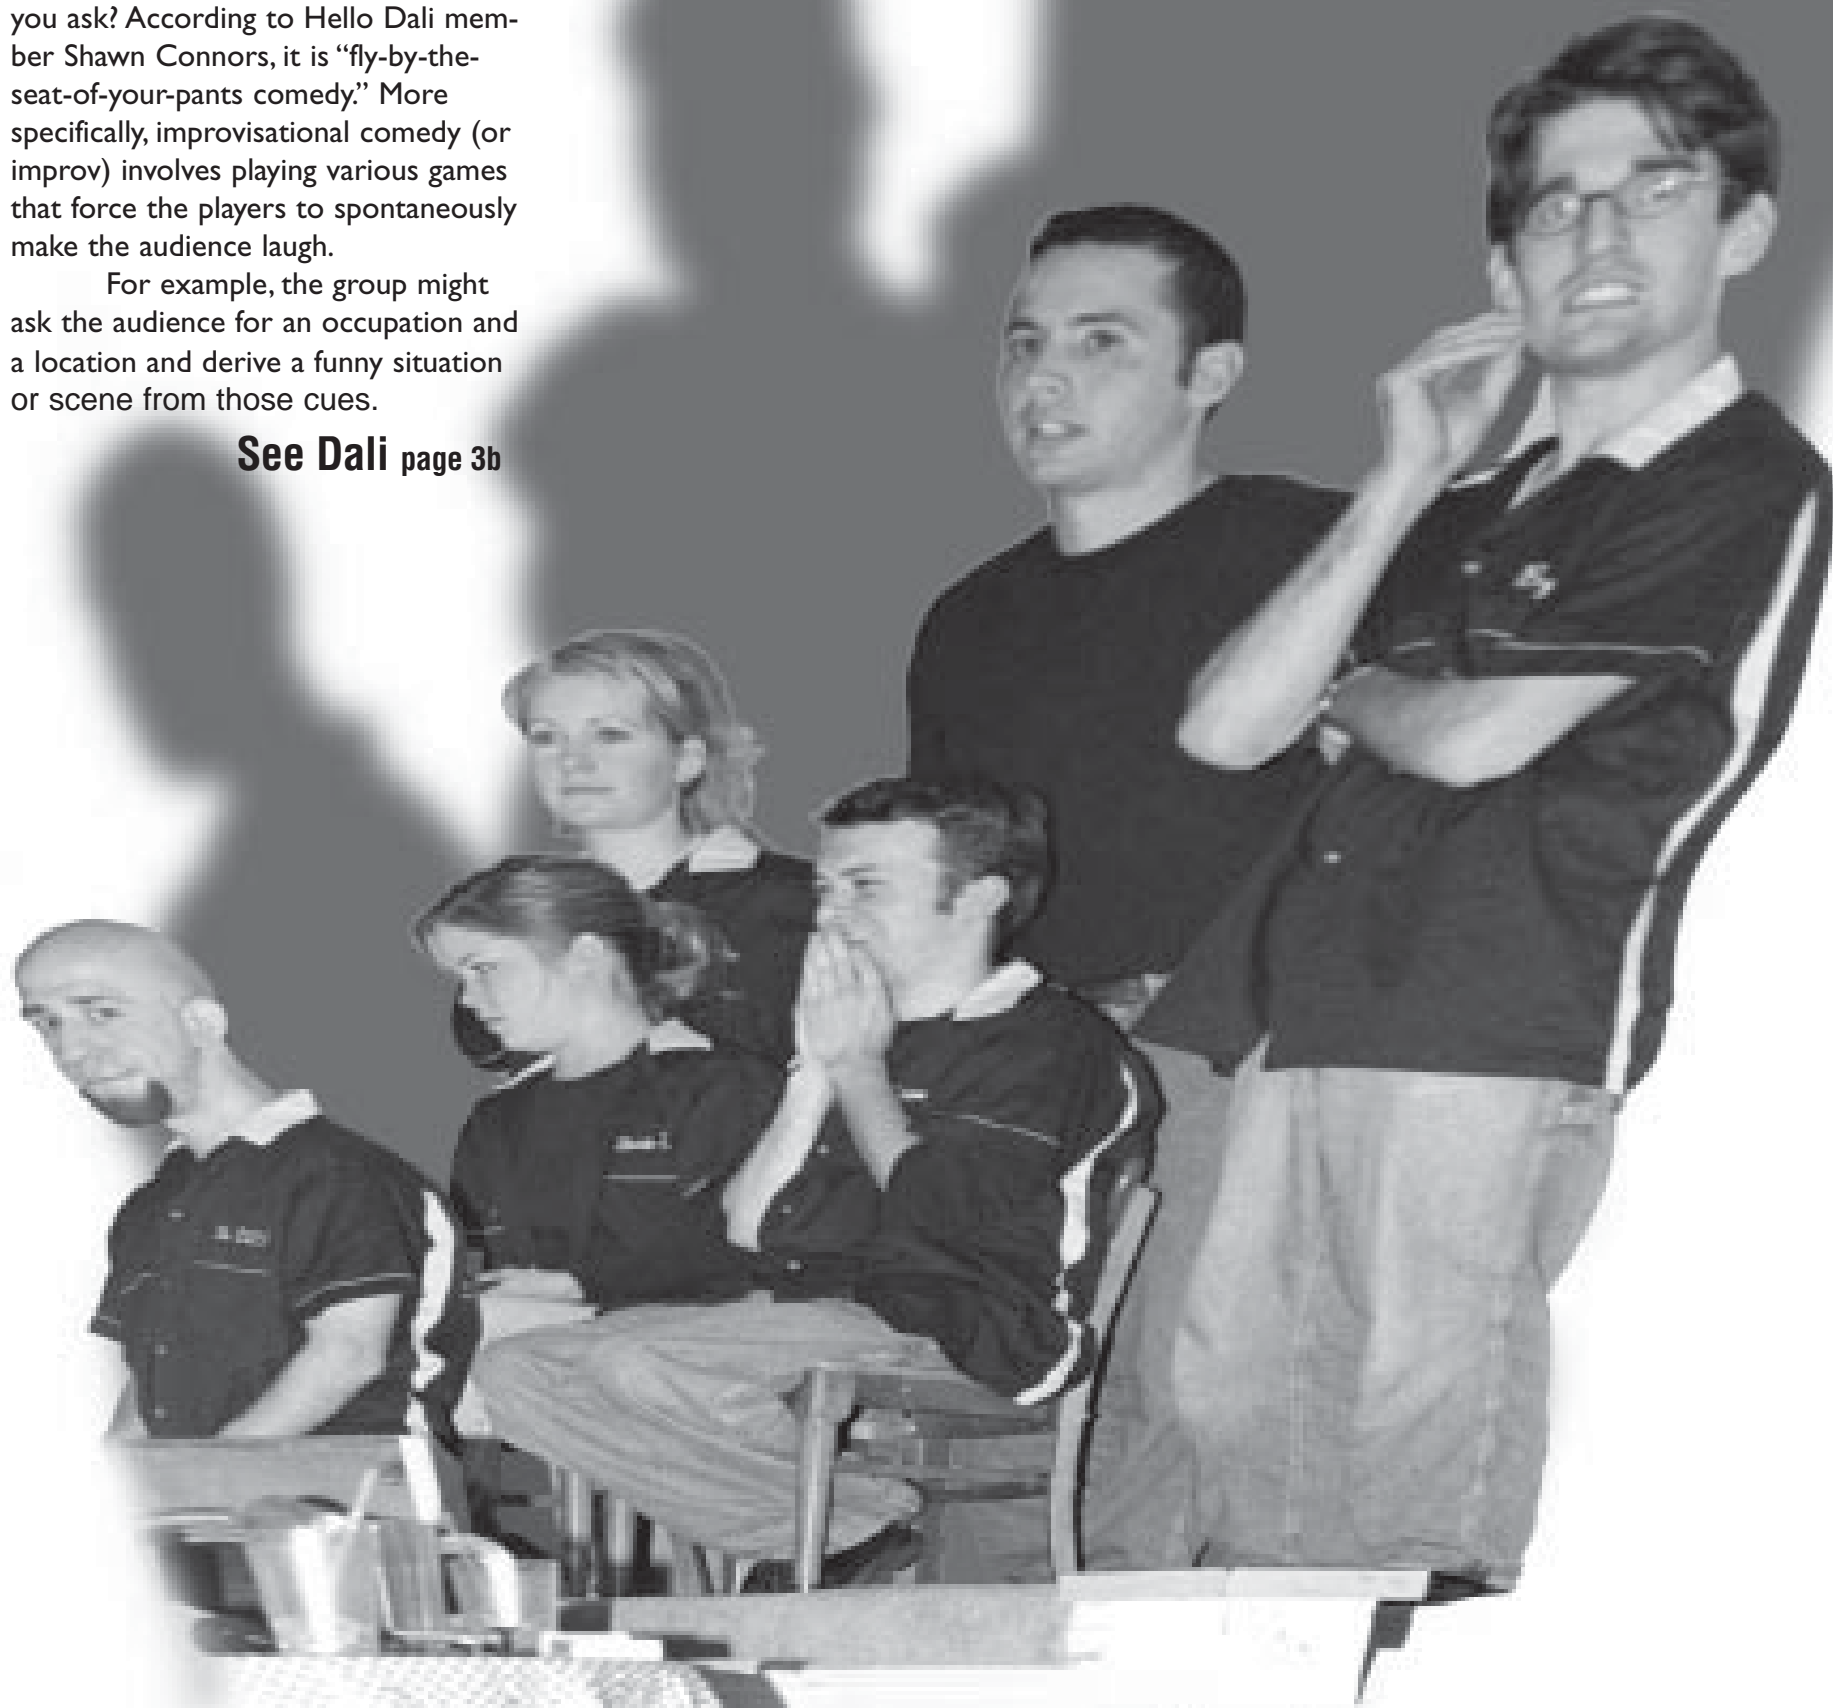 you ask? According to Hello Dali mem-
ber Shawn Connors, it is “fly-by-the-
seat-of-your-pants comedy.” More
specifically, improvisational comedy (or
improv) involves playing various games
that force the players to spontaneously
make the audience laugh.
For example, the group might
ask the audience for an occupation and
a location and derive a funny situation
or scene from those cues.
See Dali page 3b